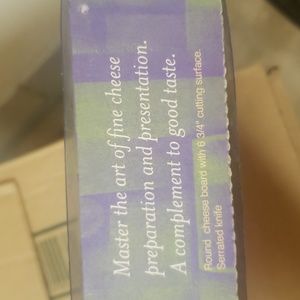 Master the art of fine cheese
preparation and presentation.
A complement to good taste.
Round cheese board with 6 3/4" cutting surface.
Serrated knife